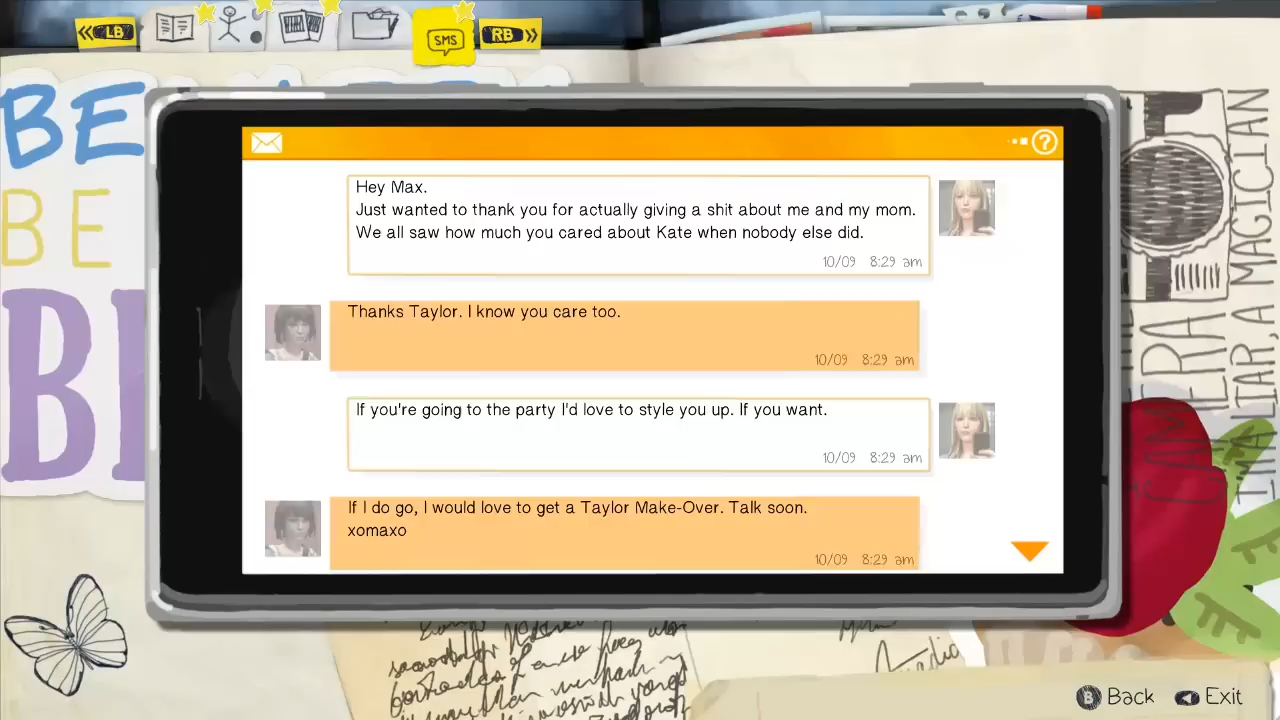 LB
SMS
RB
BE
BE
Hey Max.
Just wanted to thank you for actually giving a shit about me and my mom.
We all saw how much you cared about Kate when nobody else did.
10/09 8:29 am
Thanks Taylor. I know you care too.
10/09 8:29 am
If you're going to the party I'd love to style you up. If you want.
10/09 8:29 am
If I do go, I would love to get a Taylor Make-Over. Talk soon.
xomaxo
10/09 8:29 am
A MAGICIAN
B Back
Exit